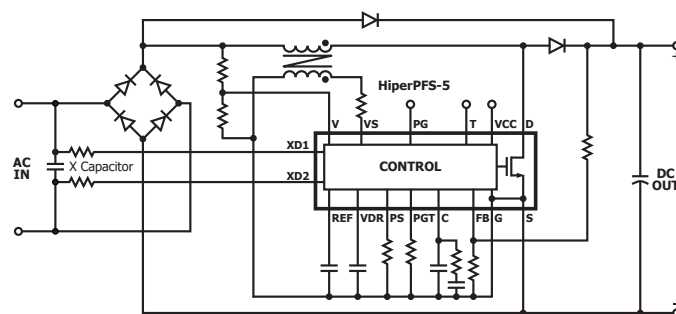 HiperPFS-5
V
VS
PG
T
VCC
D
XD1
AC
IN
X Capacitor
CONTROL
XD2
DC
OUT
REF
VDR
PS
PGT
C
FB
G
S
+